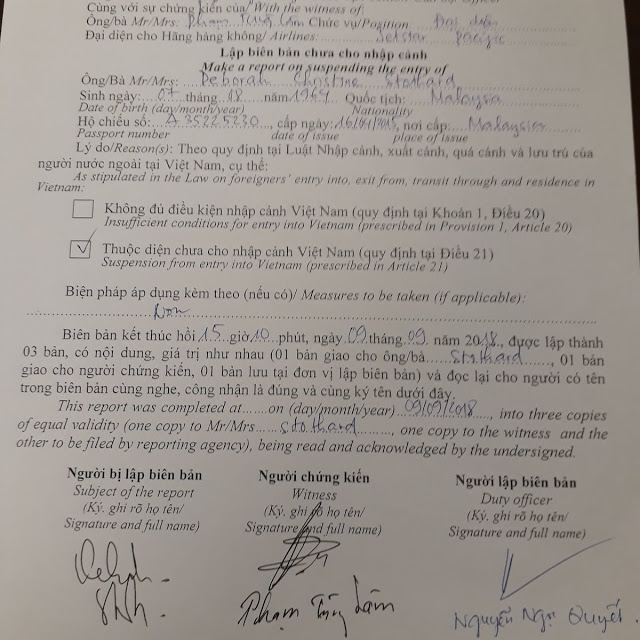 Cùng với sự chứng kiến của/ With the witness of
Ông/bà Mr/Mrs: Phạm Tùng Lâm Chức vụ/Position Đại diện
Đại diện cho Hãng hàng không/ Airlines: Jetstar Pacific
Lập biên bản chưa cho nhập cảnh
Make a report on suspending the entry of
Ông/Bà Mr/Mrs: Deborah Christine Stothard
Sinh ngày: 07 tháng năm Quốc tịch: Malaysia
Date of birth (day/month/year) Nationality
Hộ chiếu số: A 35225230, cấp ngày: nơi cấp: Malaysia
Passport number date of issue place of issue
Lý do/Reason(s): Theo quy định tại Luật Nhập cảnh, xuất cảnh, quá cảnh và lưu trú của
người nước ngoài tại Việt Nam, cụ thể:
As stipulated in the Law on foreigners' entry into, exit from, transit through and residence in
Vietnam:
Không đủ điều kiện nhập cảnh Việt Nam (quy định tại Khoản 1, Điều 20)
Insufficient conditions for entry into Vietnam (prescribed in Provision 1, Article 20)
Thuộc diện chưa cho nhập cảnh Việt Nam (quy định tại Điều 21)
Suspension from entry into Vietnam (prescribed in Article 21)
Biện pháp áp dụng kèm theo (nếu có)/ Measures to be taken (if applicable):
Non
Biên bản kết thúc hồi 15 giờ 10 phút, ngày 09 tháng 09 năm 2018, được lập thành
03 bản, có nội dung, giá trị như nhau (01 bản giao cho ông/bà Stothard, 01 bản
giao cho người chứng kiến, 01 bản lưu tại đơn vị lập biên bản) và đọc lại cho người có tên
trong biên bản cùng nghe, công nhận là đúng và cùng ký tên dưới đây.
This report was completed at.......on (day/month/year) 09/09/2018, into three copies
of equal validity (one copy to Mr/Mrs Stothard, one copy to the witness and the
other to be filed by reporting agency), being read and acknowledged by the undersigned.
Người bị lập biên bản Người chứng kiến Người lập biên bản
Subject of the report Witness Duty officer
(Ký, ghi rõ họ tên/ (Ký, ghi rõ họ tên/ (Ký, ghi rõ họ tên/
Signature and full name) Signature and full name) Signature and full name)
Phạm Tùng Lâm Nguyễn Ngọc Quyết